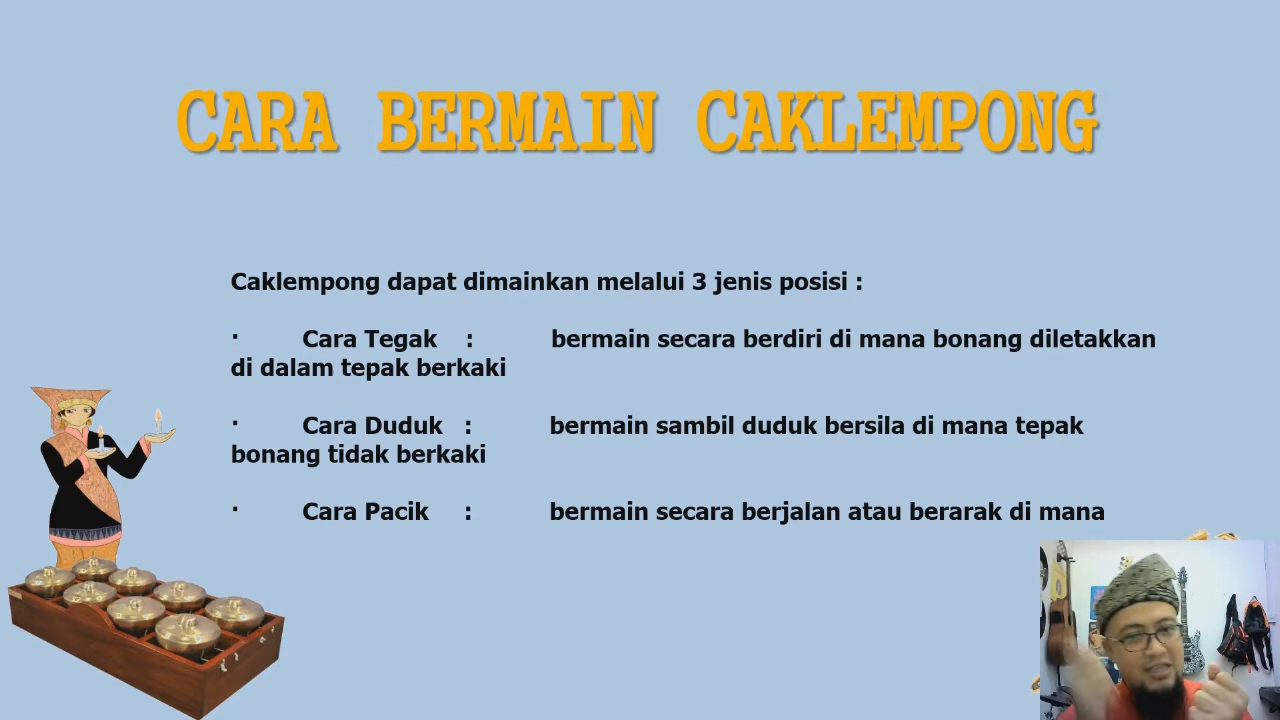 CARA BERMAIN CAKLEMPONG
Caklempong dapat dimainkan melalui 3 jenis posisi :
· Cara Tegak : bermain secara berdiri di mana bonang diletakkan
di dalam tepak berkaki
· Cara Duduk : bermain sambil duduk bersila di mana tepak
bonang tidak berkaki
· Cara Pacik : bermain secara berjalan atau berarak di mana